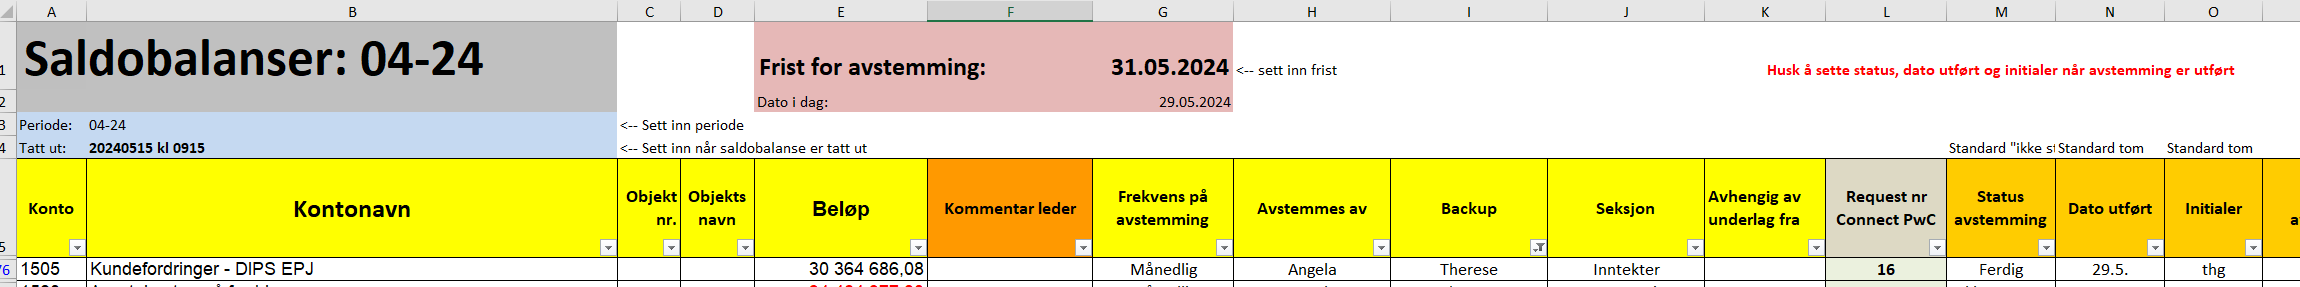 A B C D E F G H I J K L M N O
1 Saldobalanser: 04-24 Frist for avstemming: 31.05.2024 <-- sett inn frist Husk å sette status, dato utført og initialer når avstemming er utført
2 Dato i dag: 29.05.2024
3 Periode: 04-24 <-- Sett inn periode
4 Tatt ut: 20240515 kl 0915 <-- Sett inn når saldobalanse er tatt ut Standard "ikke st Standard tom Standard tom
Konto
Kontonavn
Objekt
nr.
Objekts
navn
Beløp
Kommentar leder
Frekvens på
avstemming
Avstemmes av
Backup
Seksjon
Avhengig av
underlag fra
Request nr
Connect PwC
Status
avstemming
Dato utført
Initialer
5
76 1505 Kundefordringer - DIPS EPJ 30 364 686,08 Månedlig Angela Therese Inntekter 16 Ferdig 29.5. thg